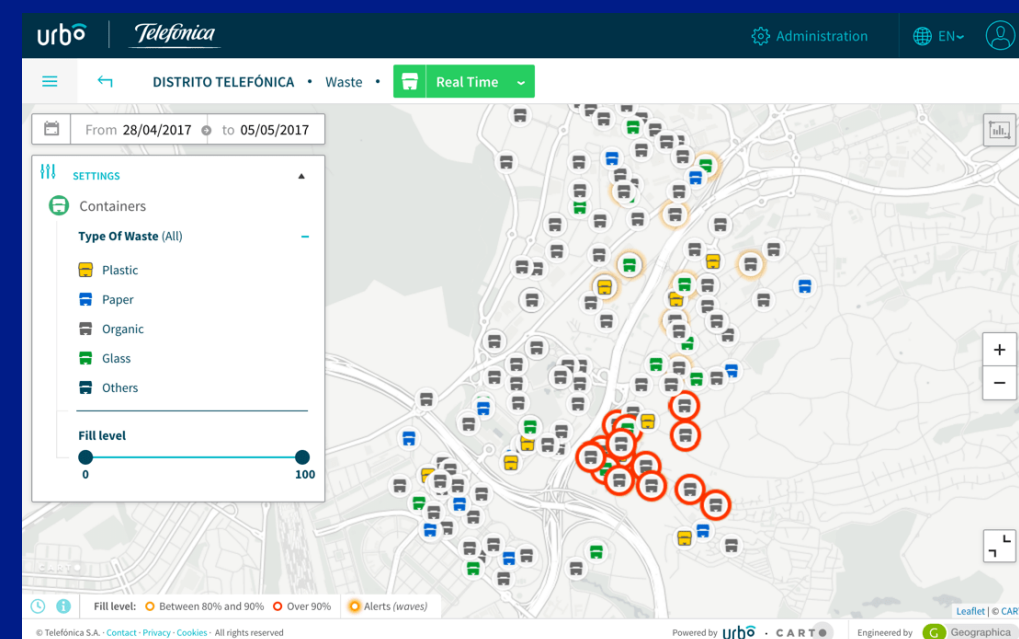 urbo Telefónica Administration EN
DISTRITO TELEFÓNICA • Waste • Real Time
From 28/04/2017 to 05/05/2017
SETTINGS
Containers
Type Of Waste (All)
Plastic
Paper
Organic
Glass
Others
Fill level
0 100
+
−
Fill level: Between 80% and 90% Over 90% Alerts (waves)
Leaflet | © CAR
© Telefónica S.A. - Contact - Privacy - Cookies - All rights reserved
Powered by urbo · CARTO Engineered by G Geographica